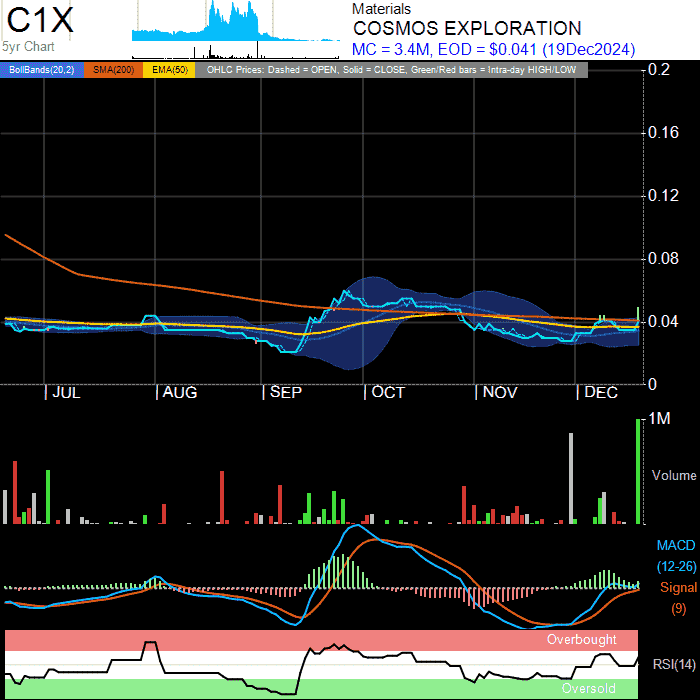 C1X
5yr Chart
Materials
COSMOS EXPLORATION
MC = 3.4M, EOD = $0.041 (19Dec2024)
BollBands(20,2) SMA(200) EMA(50) OHLC Prices: Dashed = OPEN, Solid = CLOSE, Green/Red bars = Intra-day HIGH/LOW
0.2
0.16
0.12
0.08
0.04
0
JUL AUG SEP OCT NOV DEC
1M
Volume
MACD
(12-26)
Signal
(9)
Overbought
RSI(14)
Oversold